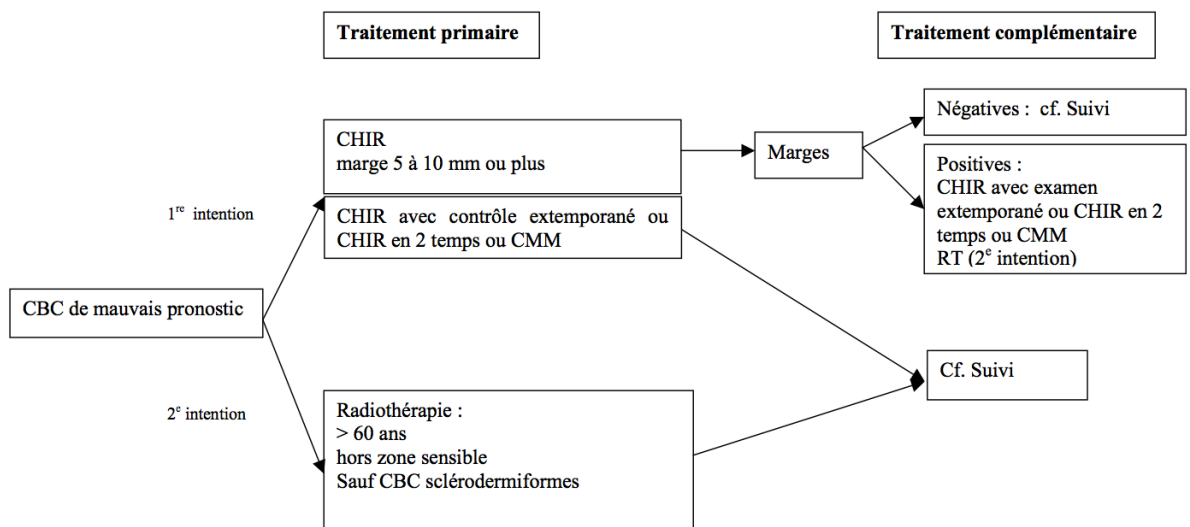 Traitement primaire
Traitement complémentaire
CHIR
marge 5 à 10 mm ou plus
Marges
Négatives : cf. Suivi
Positives :
CHIR avec examen
extemporané ou CHIR en 2
temps ou CMM
RT (2e intention)
1re intention
CHIR avec contrôle extemporané ou
CHIR en 2 temps ou CMM
CBC de mauvais pronostic
Cf. Suivi
2e intention
Radiothérapie :
> 60 ans
hors zone sensible
Sauf CBC sclérodermiformes